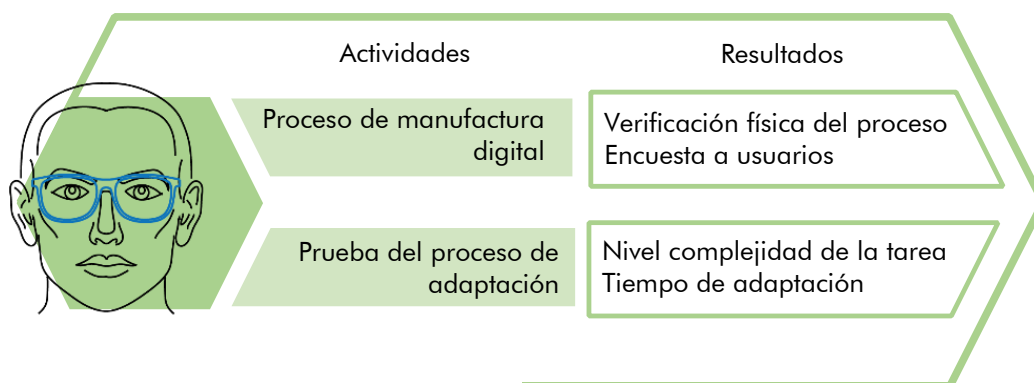 Actividades
Resultados
Proceso de manufactura
digital
Verificación física del proceso
Encuesta a usuarios
Prueba del proceso de
adaptación
Nivel complejidad de la tarea
Tiempo de adaptación